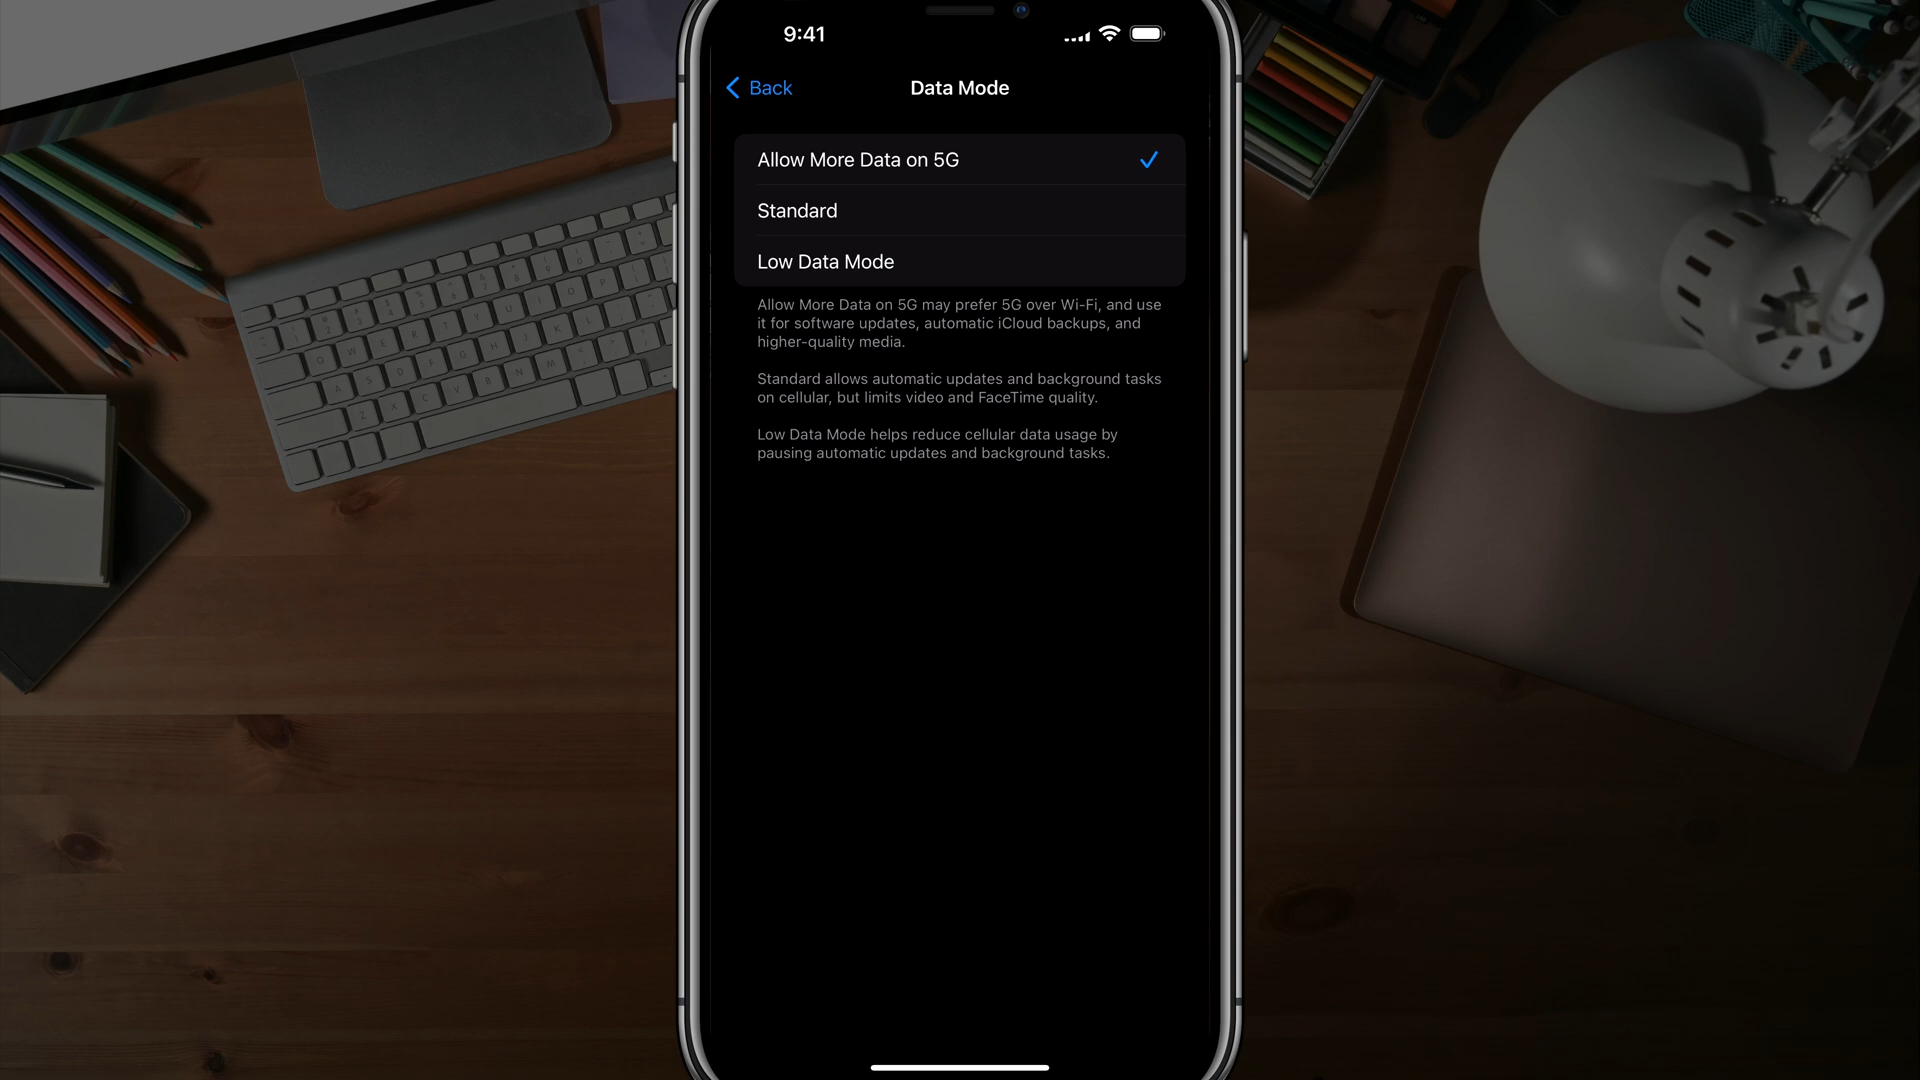 9:41
Back
Data Mode
Allow More Data on 5G
Standard
Low Data Mode
Allow More Data on 5G may prefer 5G over Wi-Fi, and use
it for software updates, automatic iCloud backups, and
higher-quality media.
Standard allows automatic updates and background tasks
on cellular, but limits video and FaceTime quality.
Low Data Mode helps reduce cellular data usage by
pausing automatic updates and background tasks.